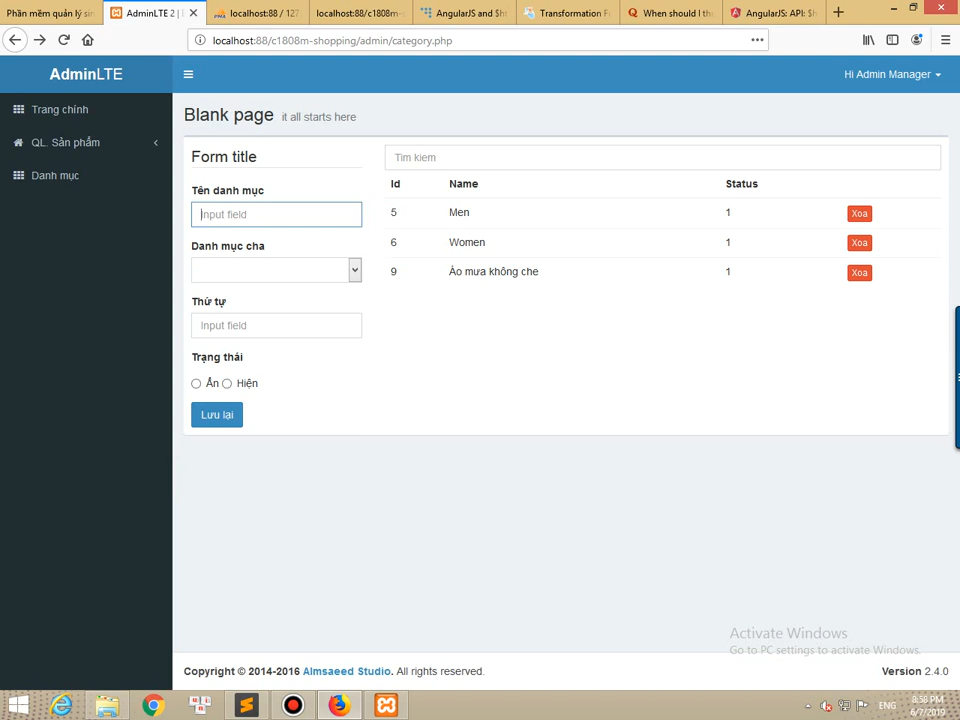 Phần mềm quản lý sin
AdminLTE 2 | B
localhost:88 / 127
localhost:88/c1808m-s
AngularJS and $ht
Transformation F
When should I the
AngularJS: API: $h
localhost:88/c1808m-shopping/admin/category.php
AdminLTE
Hi Admin Manager
Trang chính
QL. Sản phẩm
Danh mục
Blank page it all starts here
Form title
Tên danh mục
Input field
Danh mục cha
Thứ tự
Input field
Trạng thái
Ẩn Hiện
Lưu lại
Tim kiem
Id Name Status
5 Men 1 Xoa
6 Women 1 Xoa
9 Áo mưa không che 1 Xoa
Activate Windows
Go to PC settings to activate Windows.
Copyright © 2014-2016 Almsaeed Studio. All rights reserved.
Version 2.4.0
ENG
8:58 PM
6/7/2019